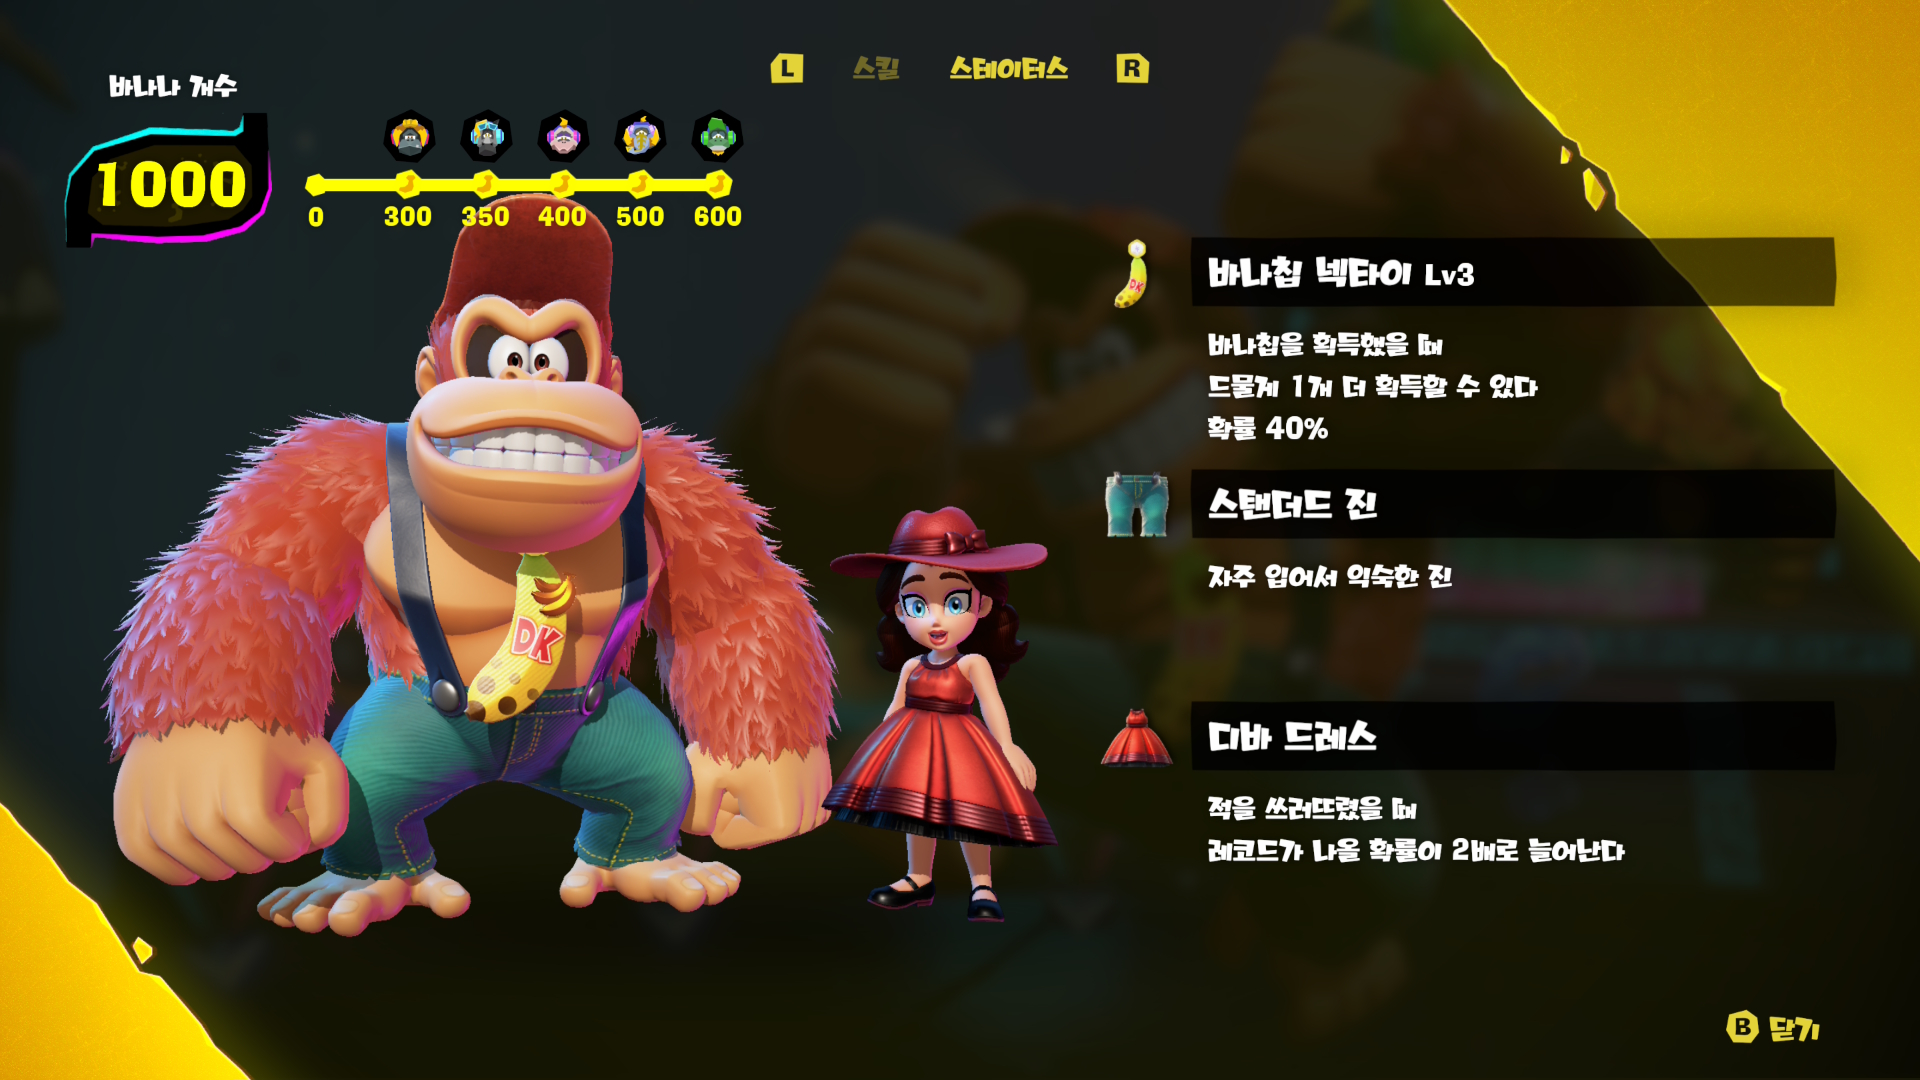 L 스킬 스테이터스 R
바나나 개수
1000
0 300 350 400 500 600
바나칩 넥타이 Lv3
바나칩을 획득했을 때
드물게 1개 더 획득할 수 있다
확률 40%
스탠더드 진
자주 입어서 익숙한 진
디바 드레스
적을 쓰러뜨렸을 때
레코드가 나올 확률이 2배로 늘어난다
DK
DK
B 닫기